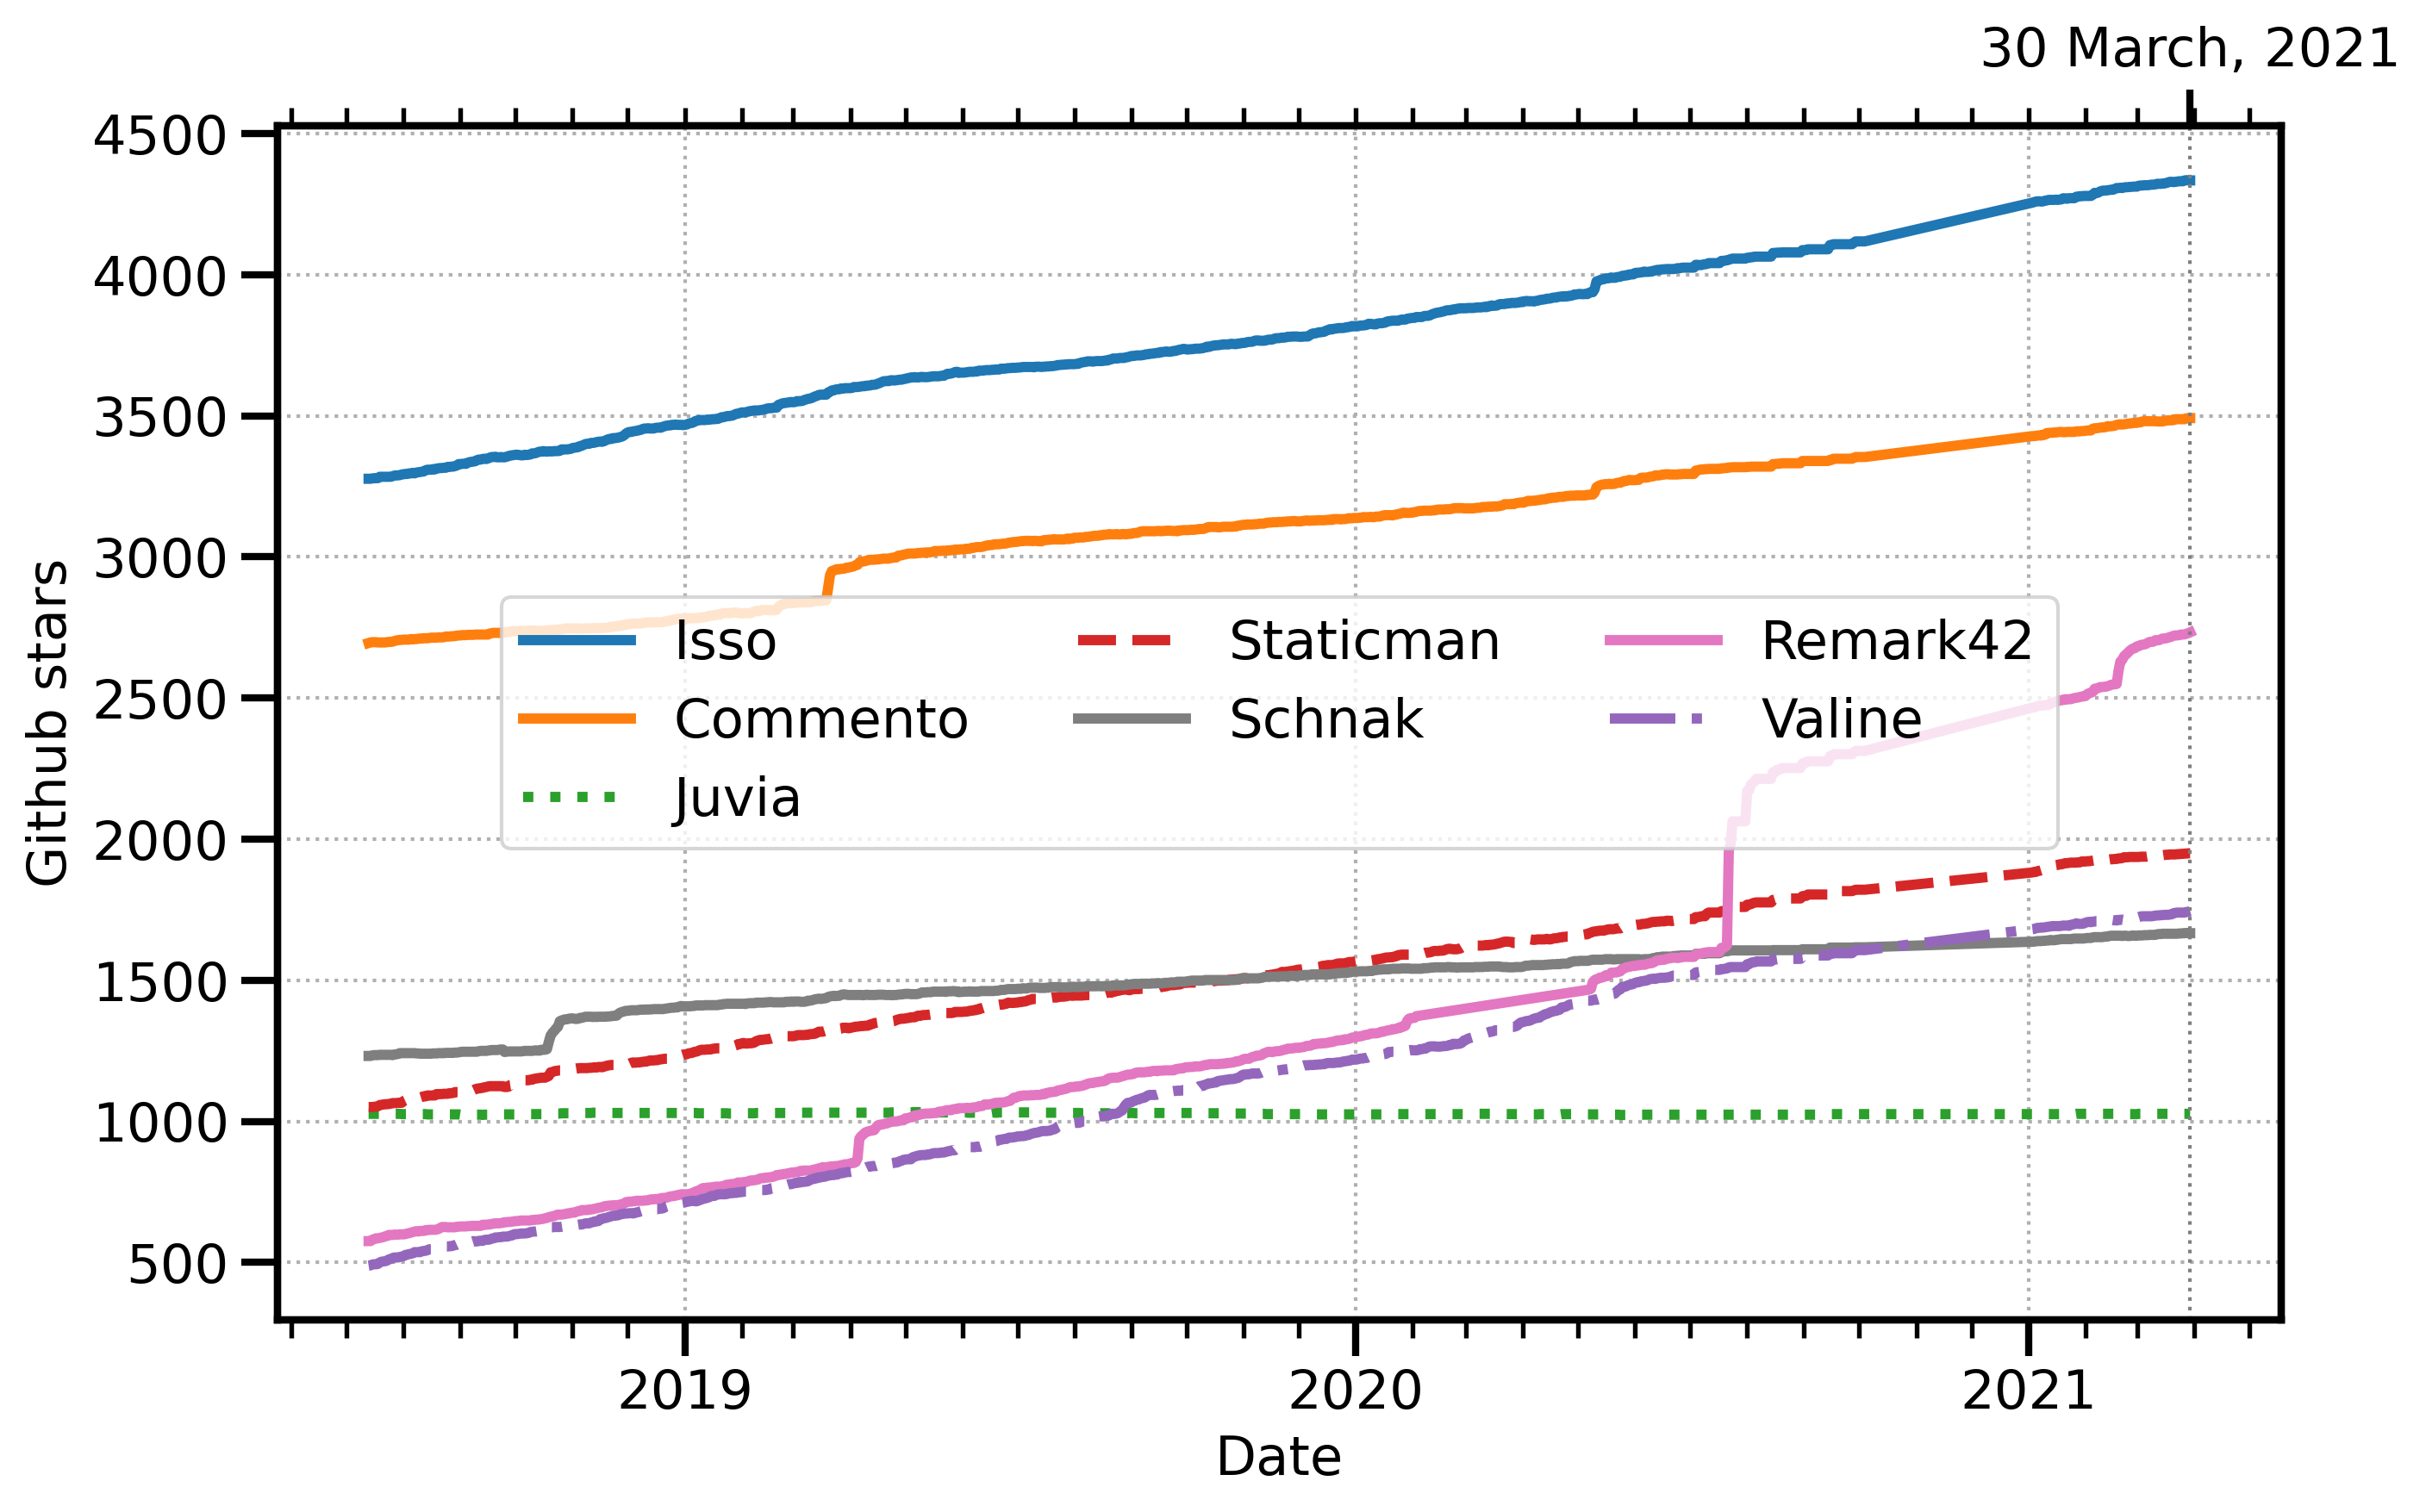 30 March, 2021
4500
4000
3500
3000
2500
2000
1500
1000
500
Github stars
Isso
Commento
Juvia
Staticman
Schnak
Remark42
Valine
2019
2020
2021
Date